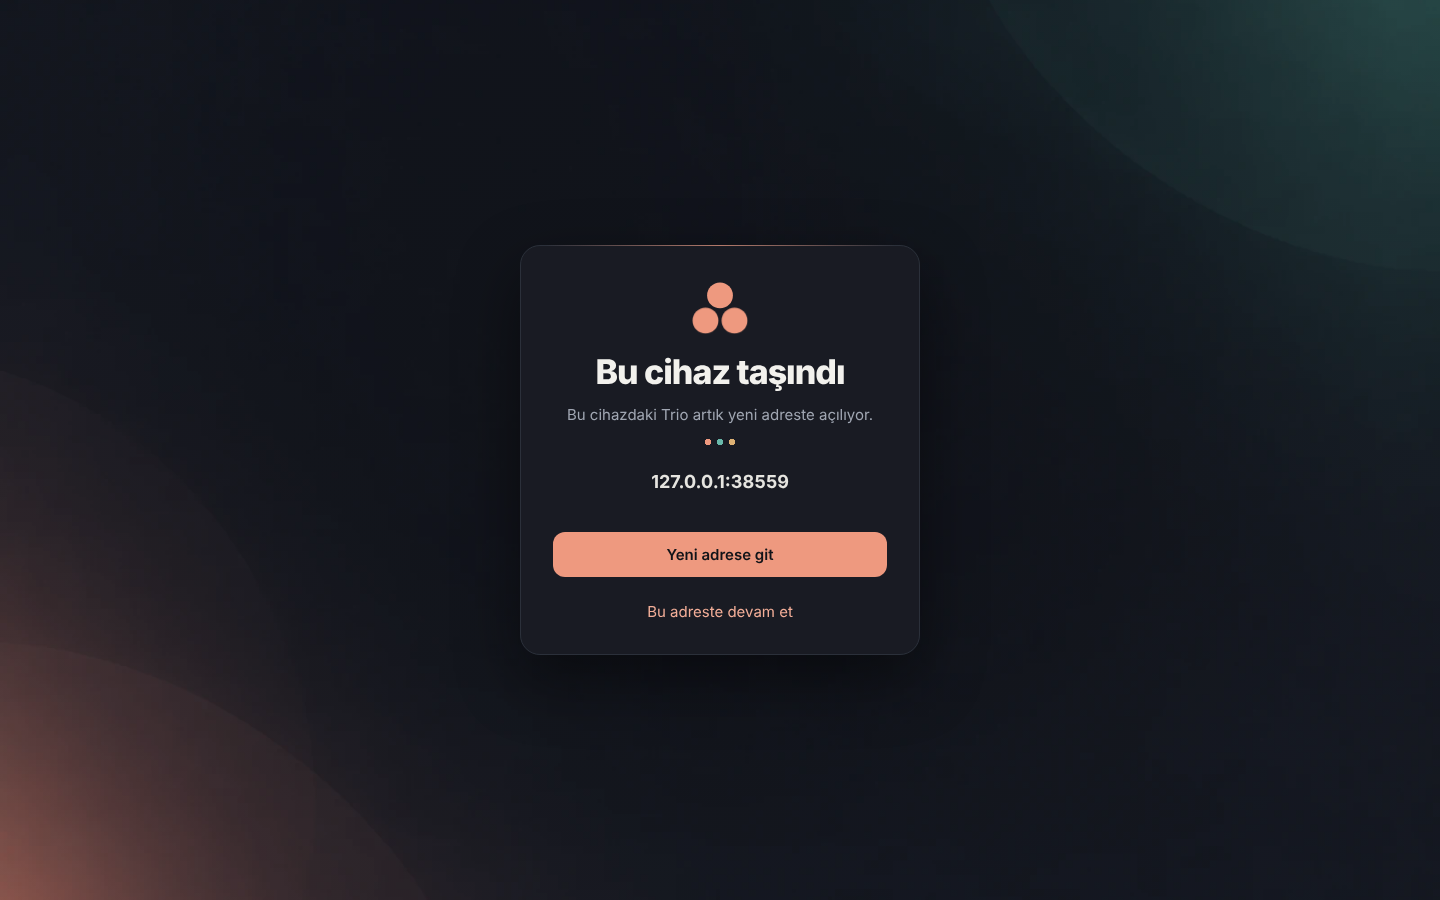 Bu cihaz taşındı
Bu cihazdaki Trio artık yeni adreste açılıyor.
127.0.0.1:38559
Yeni adrese git
Bu adreste devam et